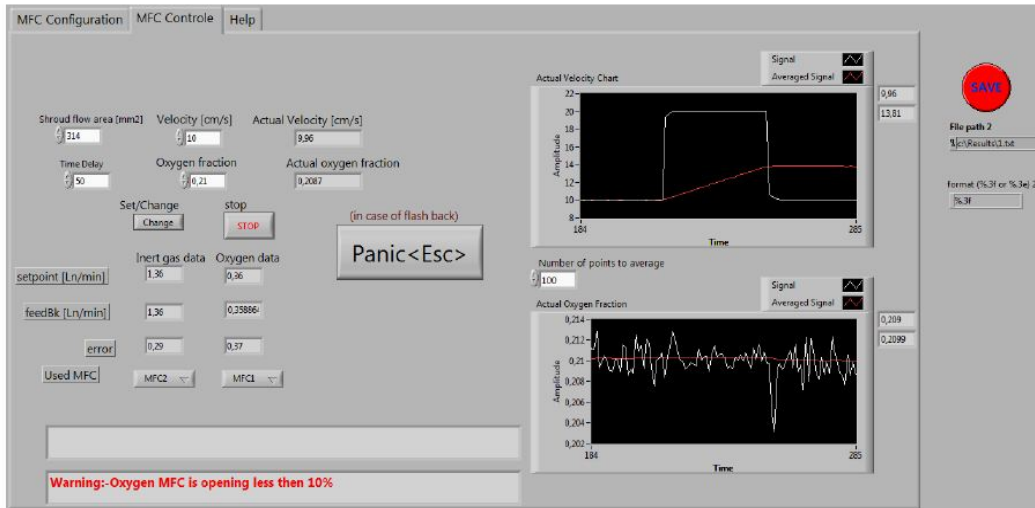 MFC Configuration
MFC Controle
Help
Shroud flow area [mm2]
314
Velocity [cm/s]
10
Actual Velocity [cm/s]
9,96
Time Delay
50
Oxygen fraction
0,21
Actual oxygen fraction
0,2087
Set/Change
Change
stop
STOP
(in case of flash back)
Panic<Esc>
Inert gas data
Oxygen data
setpoint [Ln/min]
1,36
0,36
feedBk [Ln/min]
1,36
0,358864
error
0,29
0,37
Used MFC
MFC2
MFC1
Warning:-Oxygen MFC is opening less then 10%
Actual Velocity Chart
Signal
Averaged Signal
9,96
13,81
Amplitude
22
20
18
16
14
12
10
8
184
285
Time
Number of points to average
100
Actual Oxygen Fraction
Signal
Averaged Signal
0,209
0,2099
Amplitude
0,214
0,212
0,21
0,208
0,206
0,204
0,202
184
285
Time
SAVE
File path 2
c:\Results\1.txt
format (%.3f or %.3e) 2
%.3f